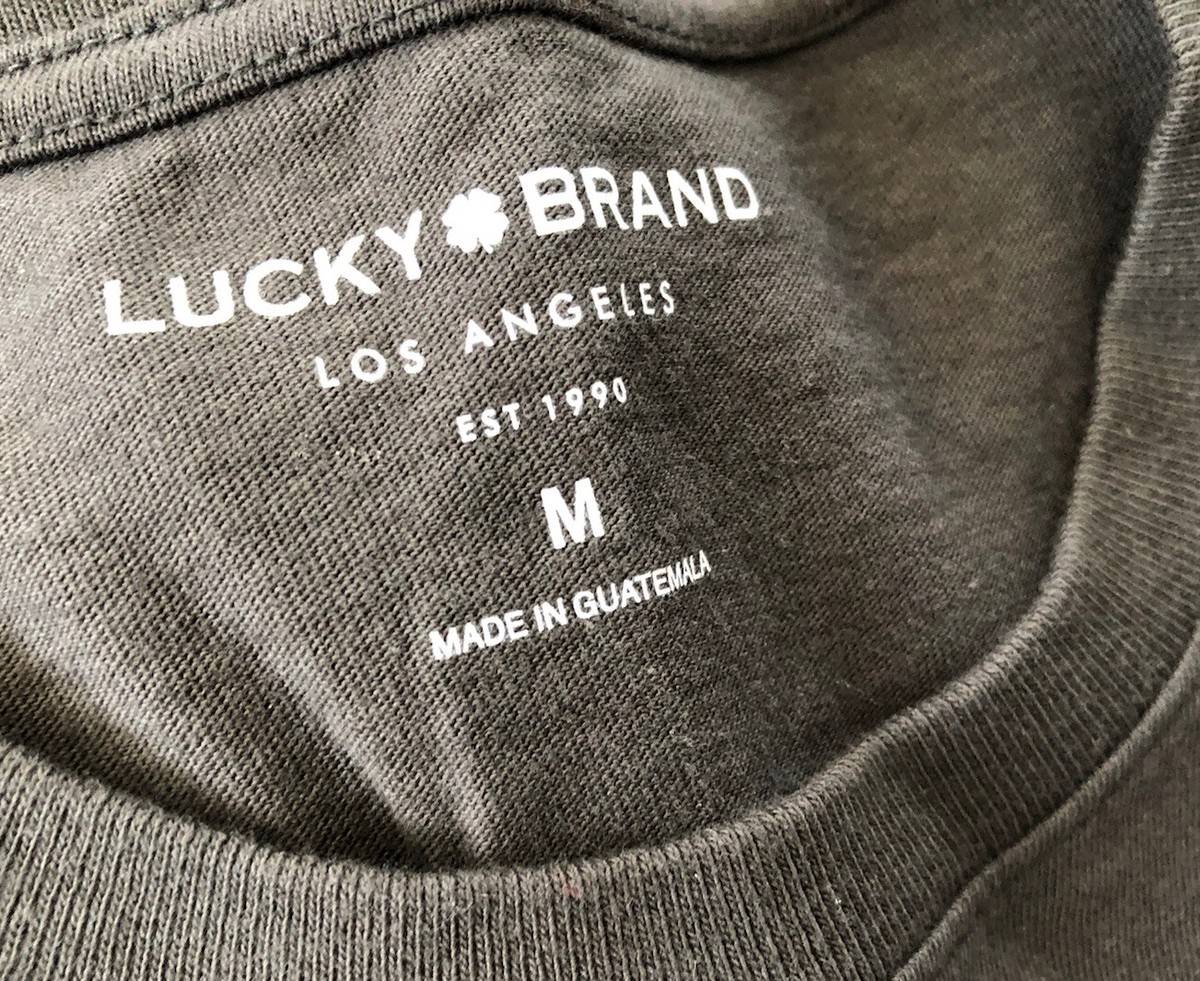 LUCKY BRAND
LOS ANGELES
EST 1990
M
MADE IN GUATEMALA